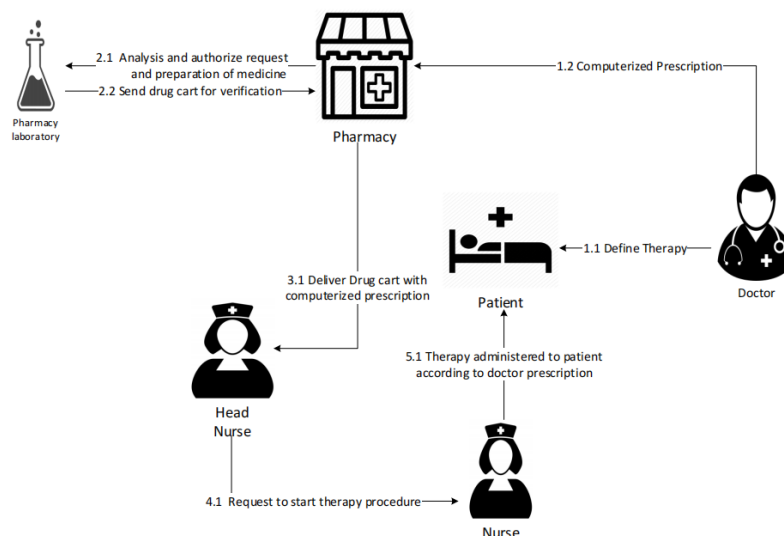 2.1 Analysis and authorize request
and preparation of medicine
2.2 Send drug cart for verification
Pharmacy
laboratory
Pharmacy
1.2 Computerized Prescription
1.1 Define Therapy
Doctor
Patient
3.1 Deliver Drug cart with
computerized prescription
5.1 Therapy administered to patient
according to doctor prescription
Head
Nurse
4.1 Request to start therapy procedure
Nurse